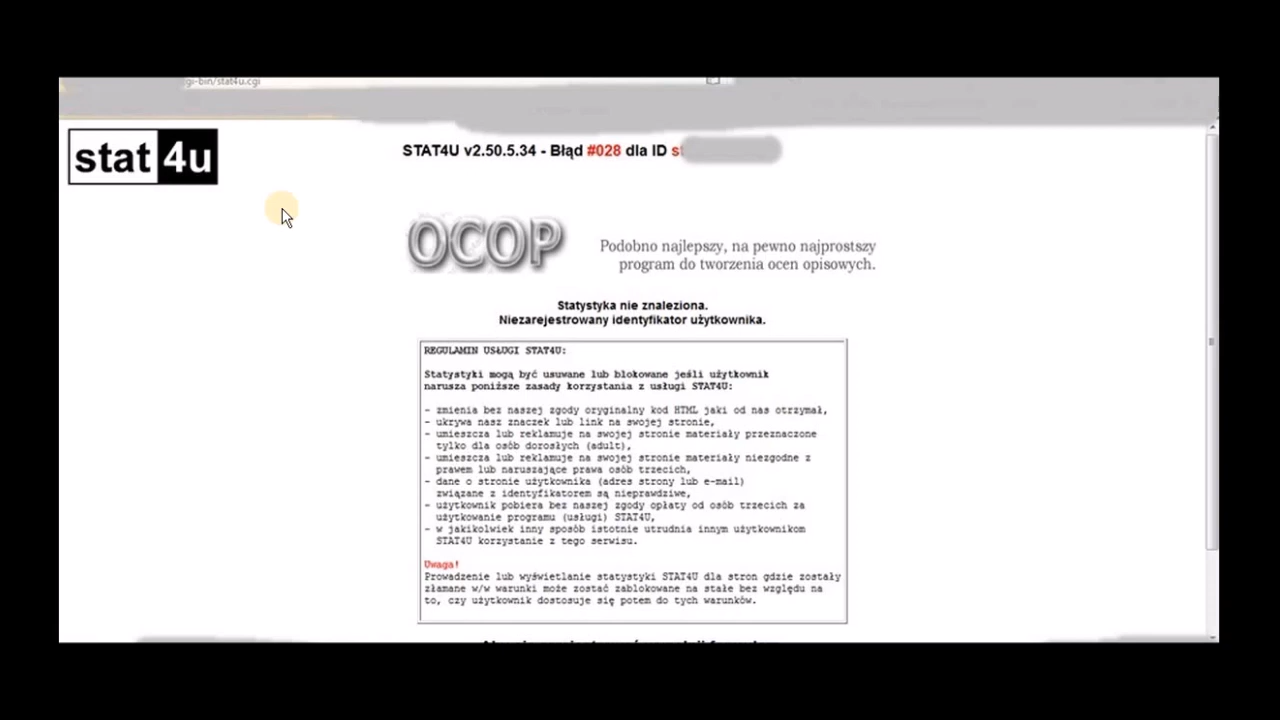 gi-bin/stat4u.cgi
stat 4u
STAT4U v2.50.5.34 - Błąd #028 dla ID s
OCOP
Podobno najlepszy, na pewno najprostszy
program do tworzenia ocen opisowych.
Statystyka nie znaleziona.
Niezarejestrowany identyfikator użytkownika.
REGULAMIN USŁUGI STAT4U:
Statystyki mogą być usuwane lub blokowane jeśli użytkownik
narusza poniższe zasady korzystania z usługi STAT4U:
- zmienia bez naszej zgody oryginalny kod HTML jaki od nas otrzymał,
- ukrywa nasz znaczek lub link na swojej stronie,
- umieszcza lub reklamuje na swojej stronie materiały przeznaczone
tylko dla osób dorosłych (adult),
- umieszcza lub reklamuje na swojej stronie materiały niezgodne z
prawem lub naruszające prawa osób trzecich,
- dane o stronie użytkownika (adres strony lub e-mail)
związane z identyfikatorem są nieprawdziwe,
- użytkownik pobiera bez naszej zgody opłaty od osób trzecich za
użytkowanie programu (usługi) STAT4U,
- w jakikolwiek inny sposób istotnie utrudnia innym użytkownikom
STAT4U korzystanie z tego serwisu.
Uwaga!
Prowadzenie lub wyświetlanie statystyki STAT4U dla stron gdzie zostały
złamane w/w warunki może zostać zablokowane na stałe bez względu na
to, czy użytkownik dostosuje się potem do tych warunków.